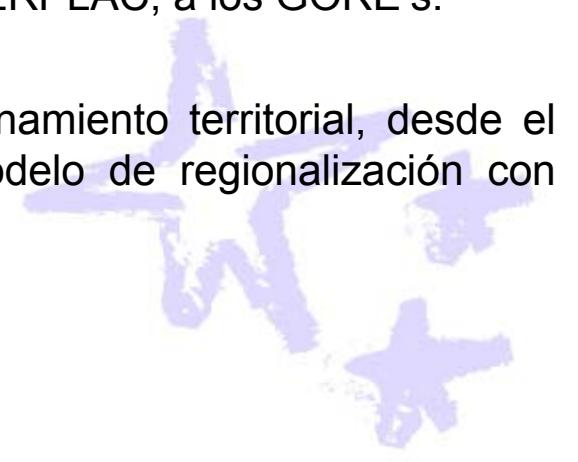 ERPLAC, a los GORE's.
namiento territorial, desde el
odelo de regionalización con